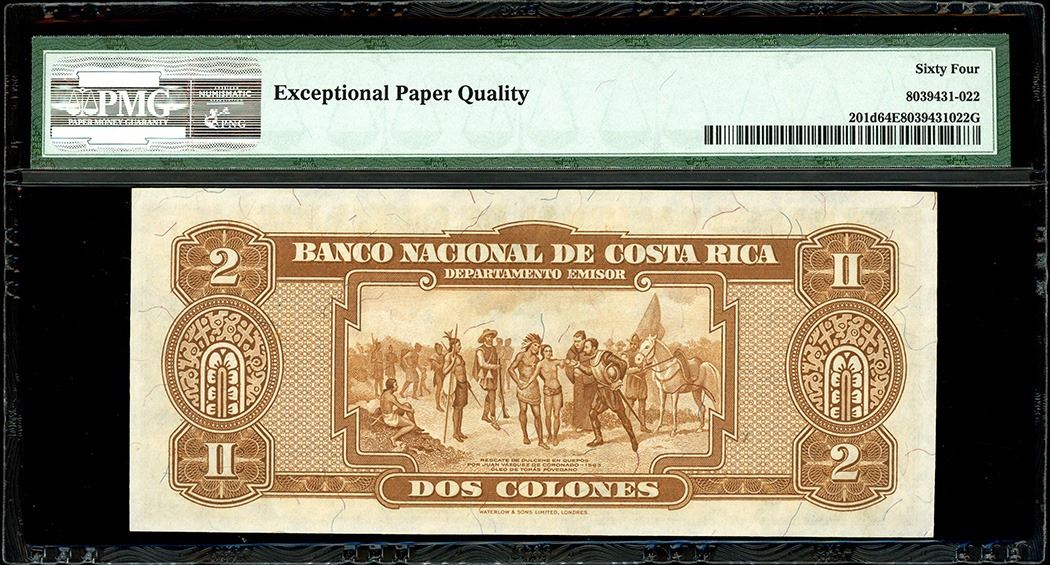 PMG
PAPER MONEY GUARANTY
NUMISMATIC
PNG
Exceptional Paper Quality
Sixty Four
8039431-022
201d64E8039431022G
2
BANCO NACIONAL DE COSTA RICA
DEPARTAMENTO EMISOR
II
RESCATE DE DULCEHE EN QUEPOS
POR JUAN VÁSQUEZ DE CORONADO - 1563
ÓLEO DE TOMÁS POVEDANO
II
DOS COLONES
2
WATERLOW & SONS LIMITED, LONDRES.